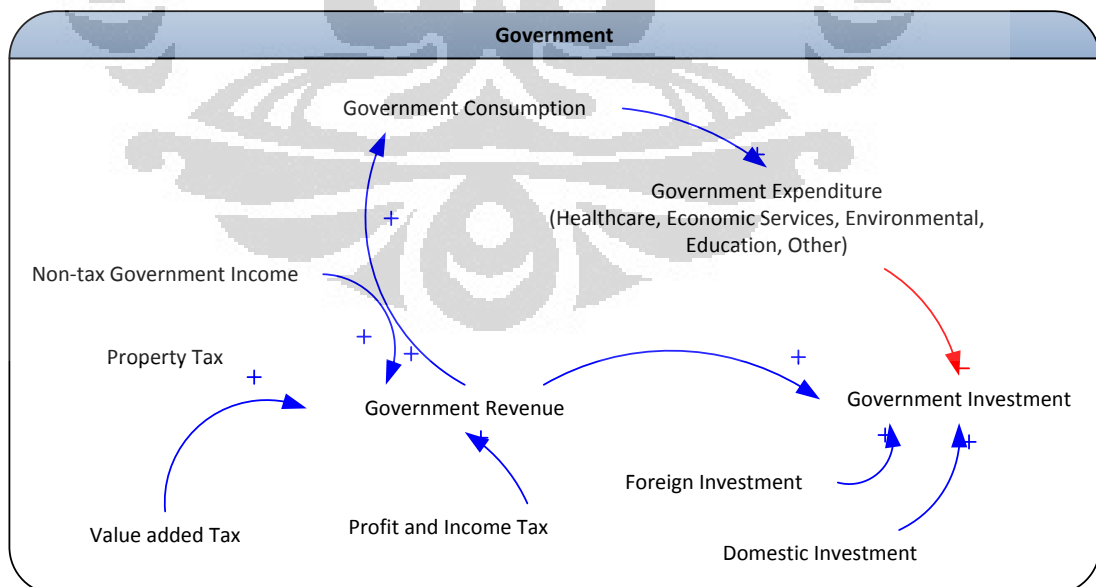 Government
Government Consumption
+
Government Expenditure
(Healthcare, Economic Services, Environmental,
Education, Other)
+
Non-tax Government Income
+
+
+
Property Tax
+
Government Revenue
Government Investment
−
+
+
+
Foreign Investment
Value added Tax
Profit and Income Tax
Domestic Investment